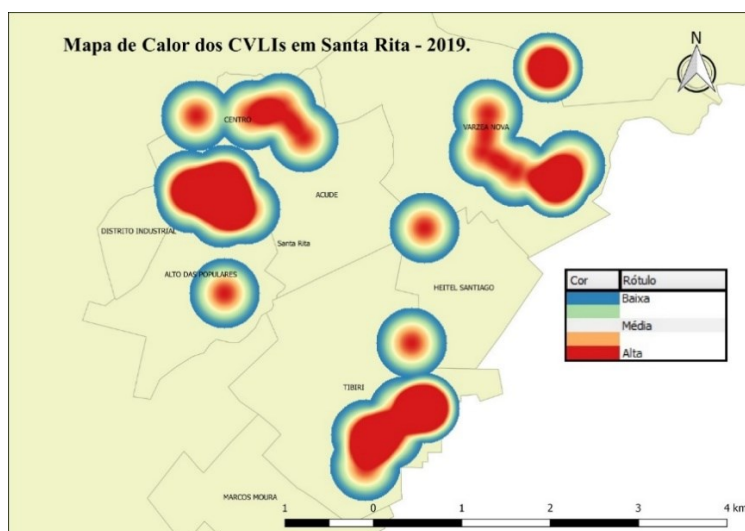 Mapa de Calor dos CVLIs em Santa Rita - 2019.
N
CENTRO
VARZEA NOVA
ACUDE
DISTRITO INDUSTRIAL
Santa Rita
ALTO DAS POPULARES
HEITEL SANTIAGO
Cor Rótulo
Baixa
Média
Alta
TIBIRI
MARCOS MOURA
1 0 1 2 3 4 km